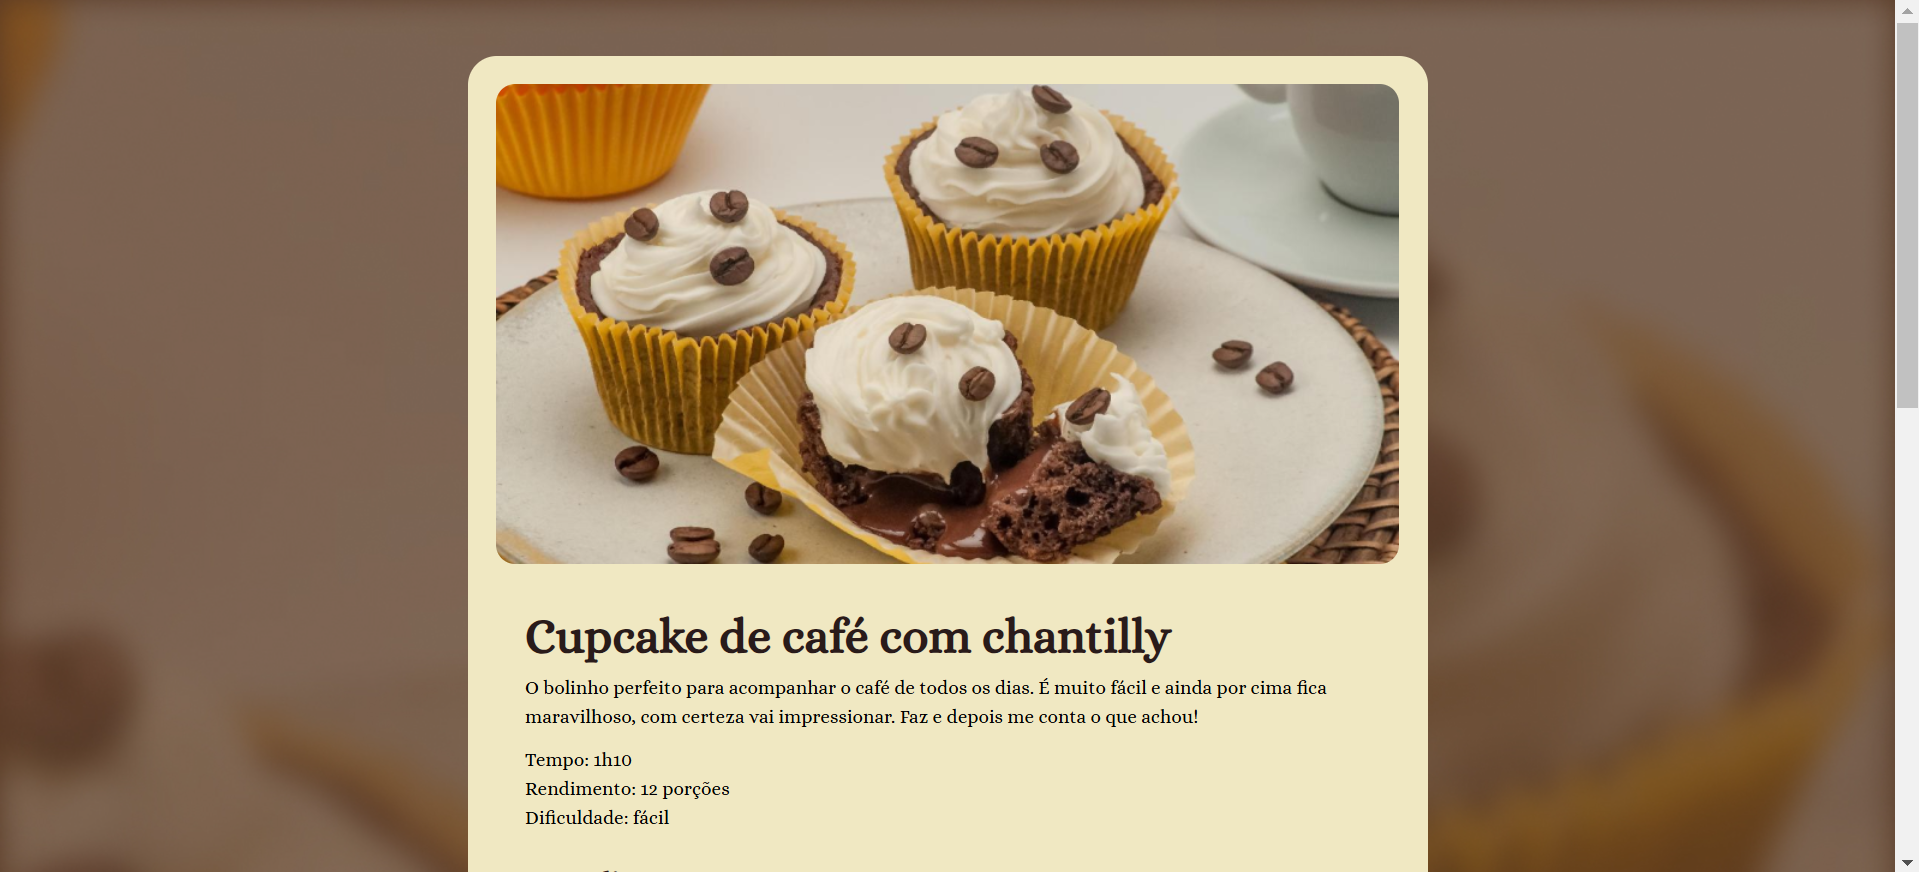 Cupcake de café com chantilly
O bolinho perfeito para acompanhar o café de todos os dias. É muito fácil e ainda por cima fica
maravilhoso, com certeza vai impressionar. Faz e depois me conta o que achou!
Tempo: 1h10
Rendimento: 12 porções
Dificuldade: fácil